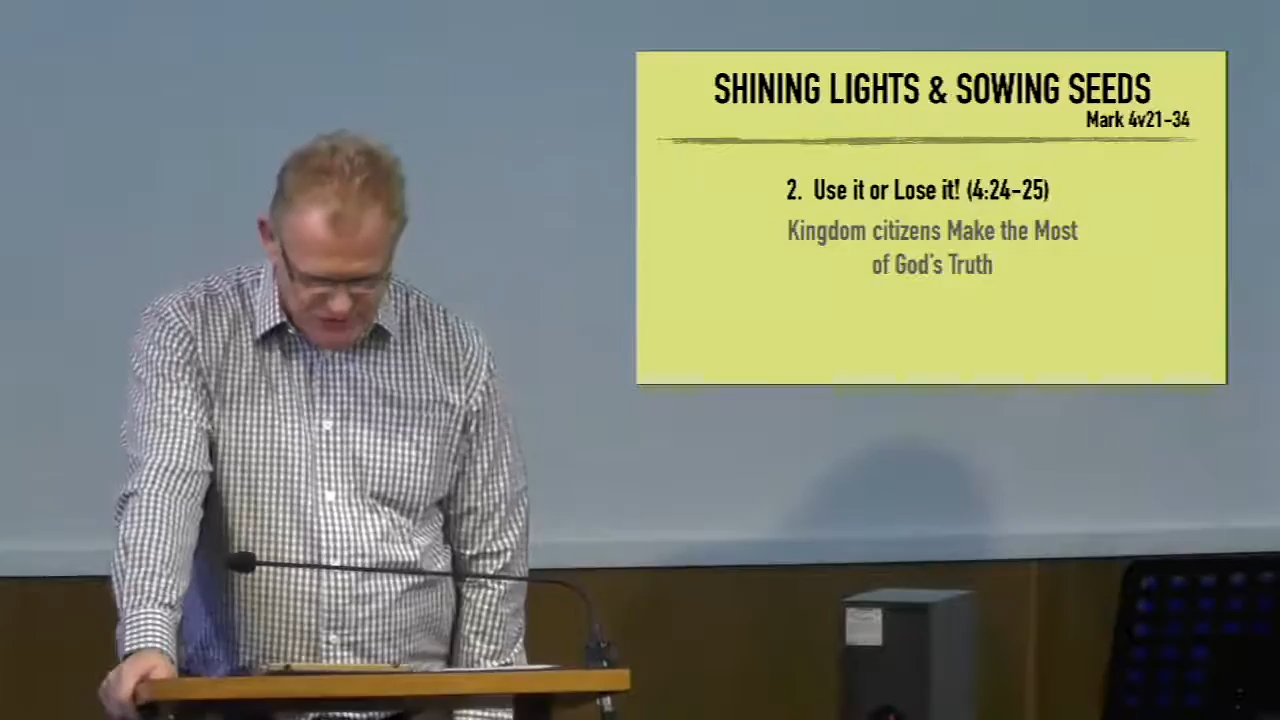 SHINING LIGHTS & SOWING SEEDS
Mark 4v21-34
2. Use it or Lose it! (4:24-25)
Kingdom citizens Make the Most
of God's Truth